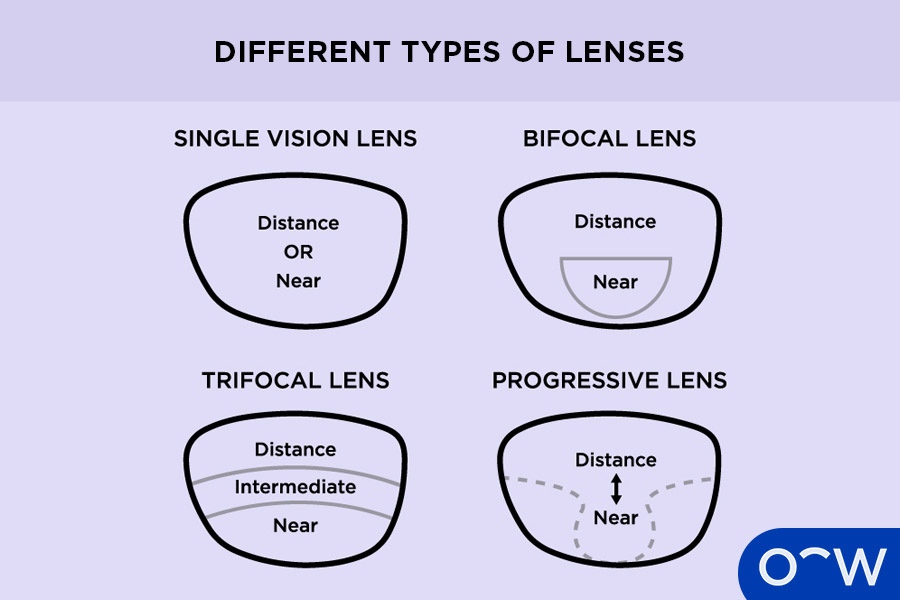 DIFFERENT TYPES OF LENSES
SINGLE VISION LENS
Distance
OR
Near
BIFOCAL LENS
Distance
Near
TRIFOCAL LENS
Distance
Intermediate
Near
PROGRESSIVE LENS
Distance
Near